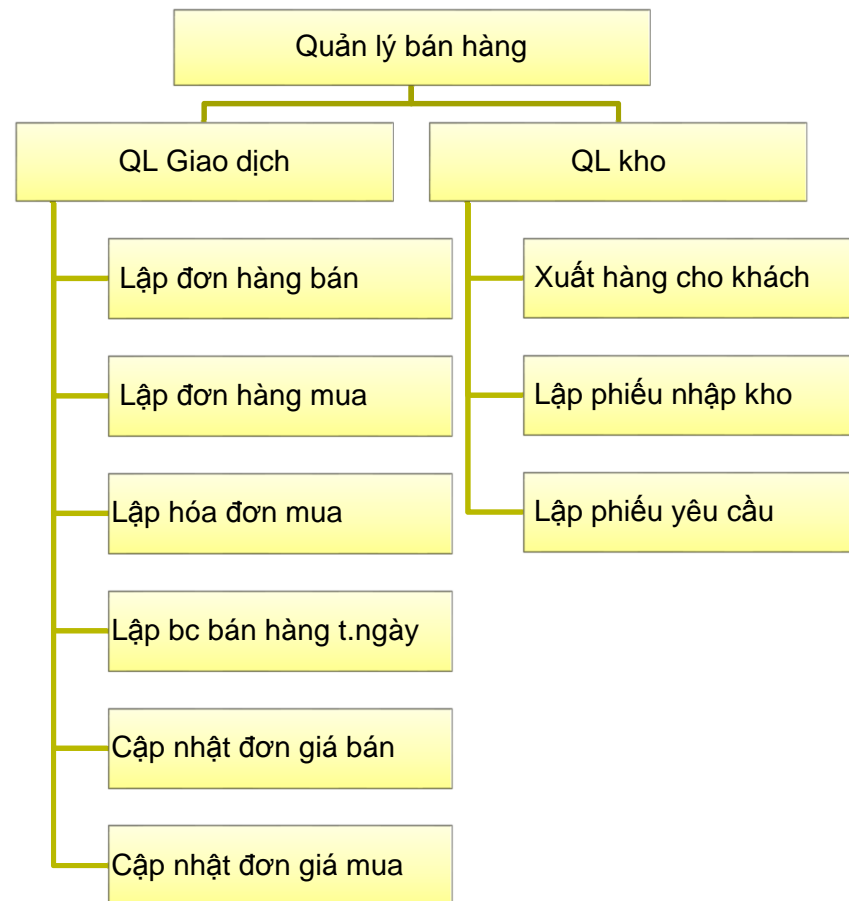 Quản lý bán hàng
QL Giao dịch
QL kho
Lập đơn hàng bán
Xuất hàng cho khách
Lập đơn hàng mua
Lập phiếu nhập kho
Lập hóa đơn mua
Lập phiếu yêu cầu
Lập bc bán hàng t.ngày
Cập nhật đơn giá bán
Cập nhật đơn giá mua